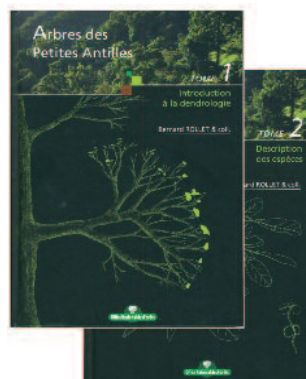 Arbres des
Petites Antilles
TOME 1
Introduction
à la dendrologie
Bernard ROLLET & coll.
TOME 2
Description
des espèces
ROLLET & coll.